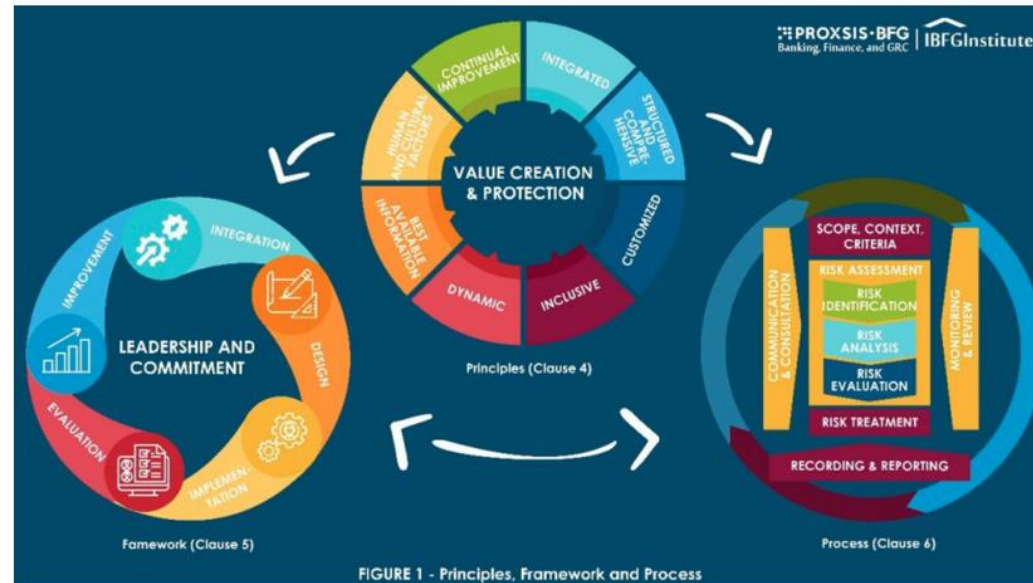 PROXSIS·BFG
Banking, Finance, and GRC
IBFGInstitute
CONTINUAL
IMPROVEMENT
INTEGRATED
STRUCTURED
AND
COMPRE-
HENSIVE
CUSTOMIZED
INCLUSIVE
DYNAMIC
BEST
AVAILABLE
INFORMATION
HUMAN
AND CULTURAL
FACTORS
VALUE CREATION
& PROTECTION
Principles (Clause 4)
INTEGRATION
DESIGN
IMPLEMEN-
TATION
EVALUATION
IMPROVEMENT
LEADERSHIP AND
COMMITMENT
Famework (Clause 5)
SCOPE, CONTEXT,
CRITERIA
RISK ASSESSMENT
RISK
IDENTIFICATION
RISK
ANALYSIS
RISK
EVALUATION
RISK TREATMENT
COMMUNICATION
& CONSULTATION
MONITORING
& REVIEW
RECORDING & REPORTING
Process (Clause 6)
FIGURE 1 - Principles, Framework and Process